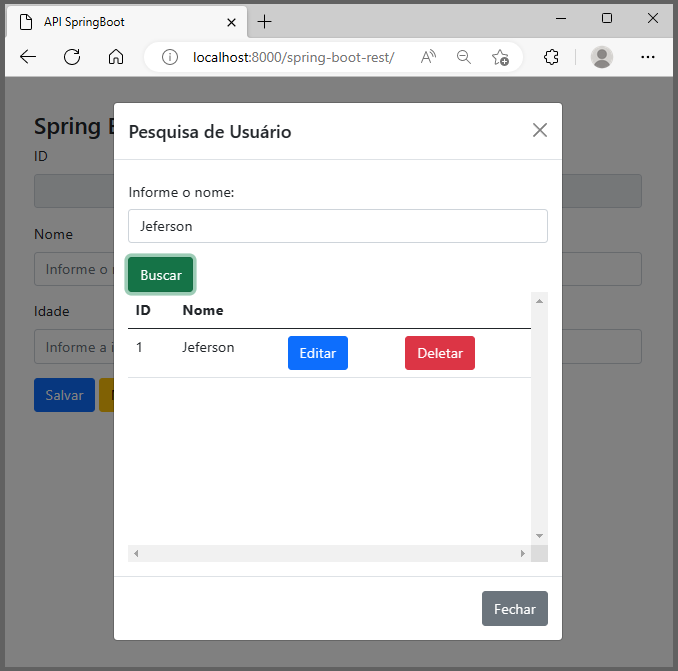 API SpringBoot
localhost:8000/spring-boot-rest/
Spring
ID
Nome
Informe o
Idade
Informe a
Salvar
Pesquisa de Usuário
Informe o nome:
Jeferson
Buscar
ID Nome
1 Jeferson Editar Deletar
Fechar